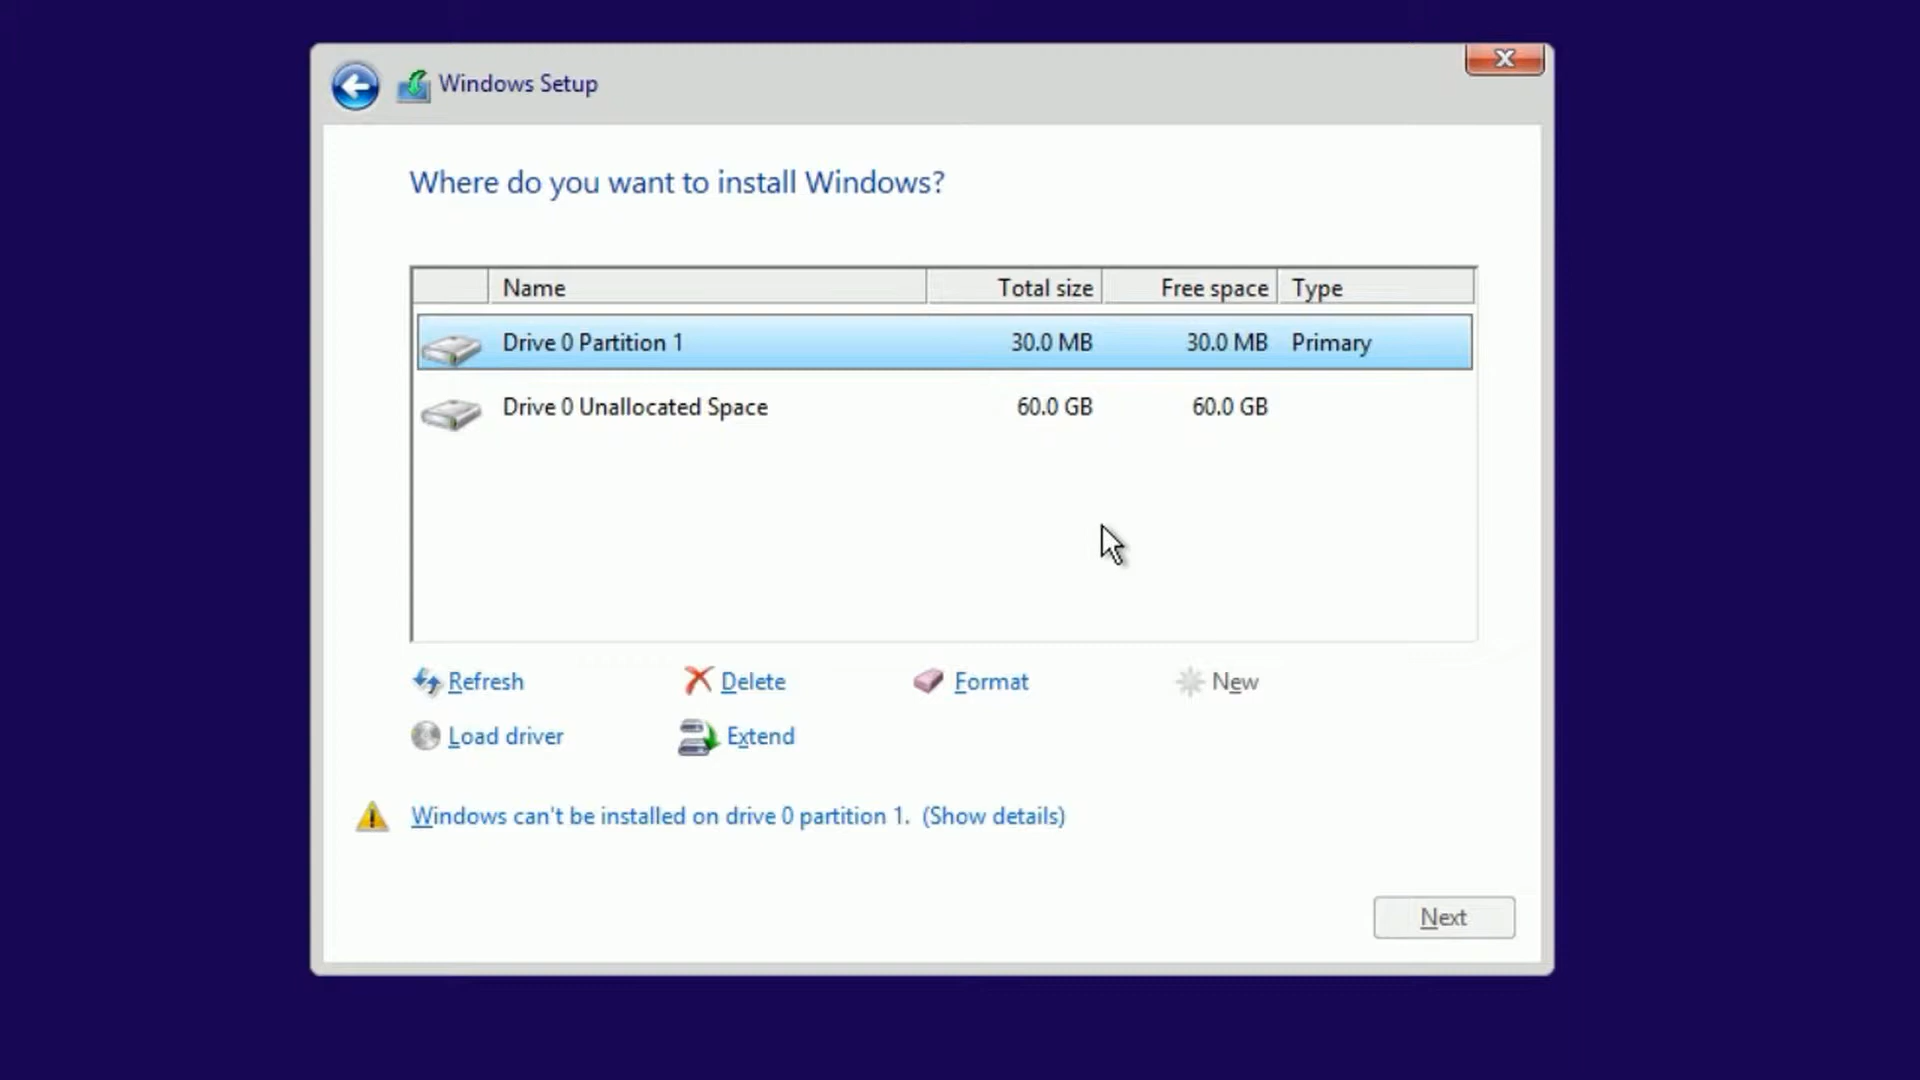 Windows Setup
Where do you want to install Windows?
Name Total size Free space Type
Drive 0 Partition 1 30.0 MB 30.0 MB Primary
Drive 0 Unallocated Space 60.0 GB 60.0 GB
Refresh Delete Format New
Load driver Extend
Windows can't be installed on drive 0 partition 1. (Show details)
Next